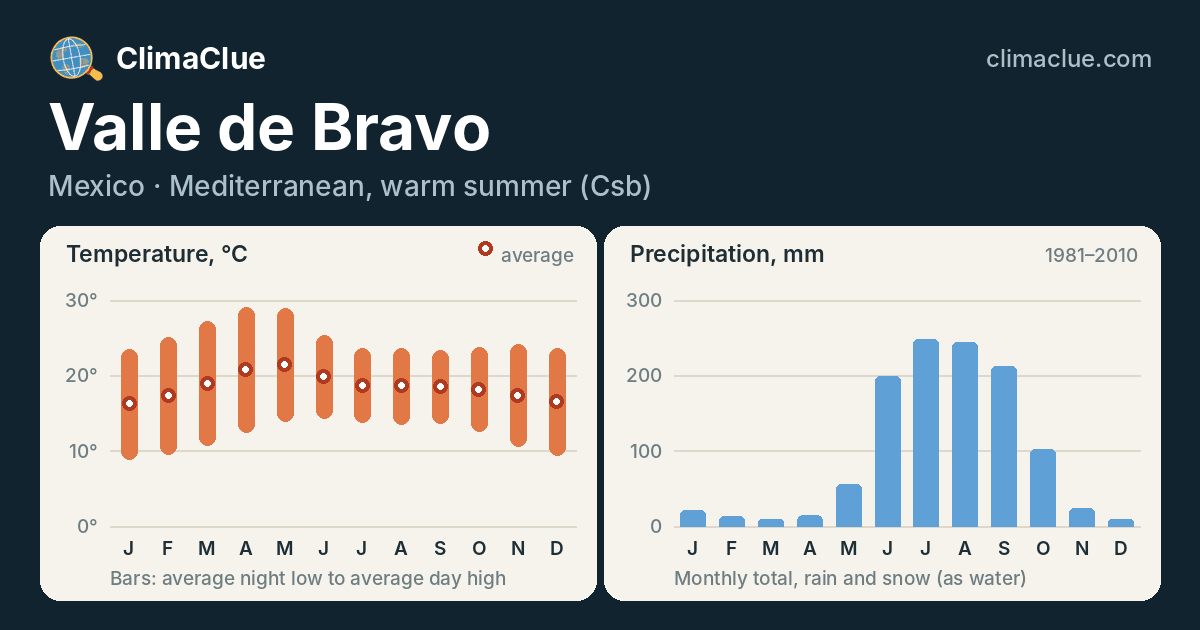 ClimaClue
climaclue.com
Valle de Bravo
Mexico · Mediterranean, warm summer (Csb)
Temperature, °C
average
30°
20°
10°
0°
J F M A M J J A S O N D
Bars: average night low to average day high
Precipitation, mm
1981–2010
300
200
100
0
J F M A M J J A S O N D
Monthly total, rain and snow (as water)